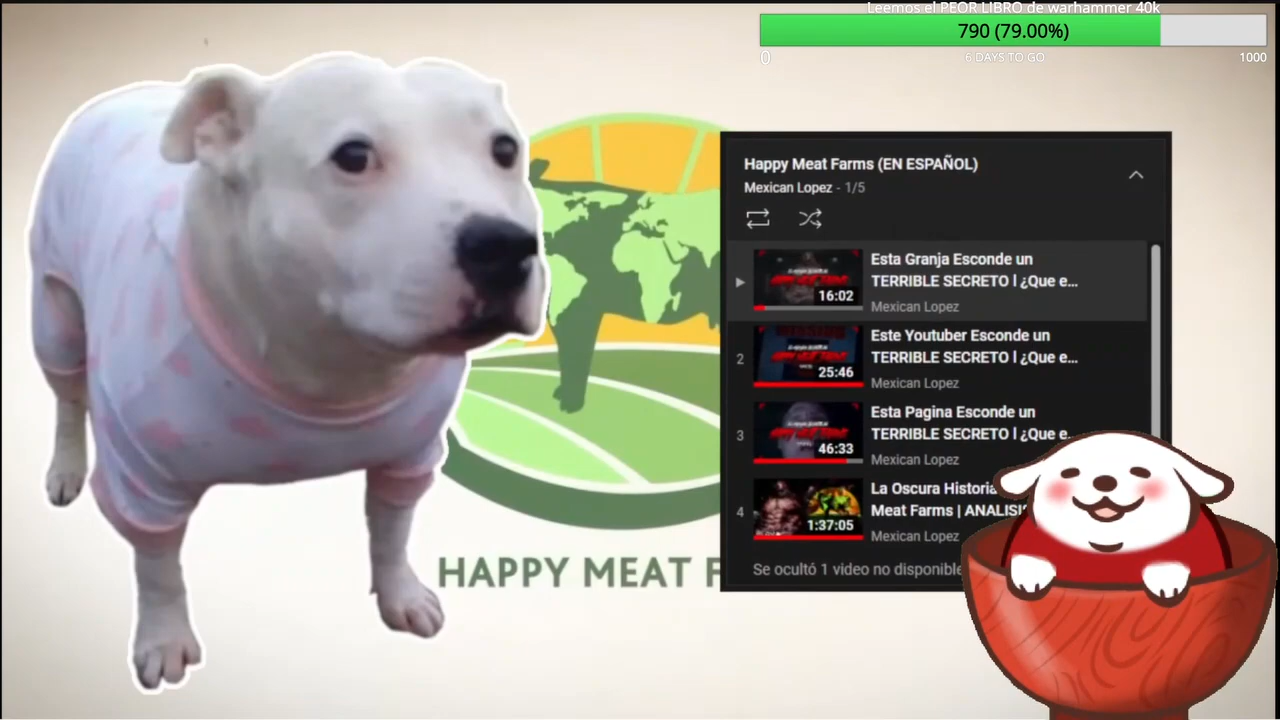 Leemos el PEOR LIBRO de warhammer 40k
790 (79.00%)
0
6 DAYS TO GO
1000
Happy Meat Farms (EN ESPAÑOL)
Mexican Lopez - 1/5
Esta Granja Esconde un
TERRIBLE SECRETO l ¿Que e...
16:02
Mexican Lopez
2
Este Youtuber Esconde un
TERRIBLE SECRETO l ¿Que e...
25:46
Mexican Lopez
3
Esta Pagina Esconde un
TERRIBLE SECRETO l ¿Que e...
46:33
Mexican Lopez
4
La Oscura Historia
Meat Farms | ANALISIS
1:37:05
Mexican Lopez
Se ocultó 1 video no disponible
HAPPY MEAT F